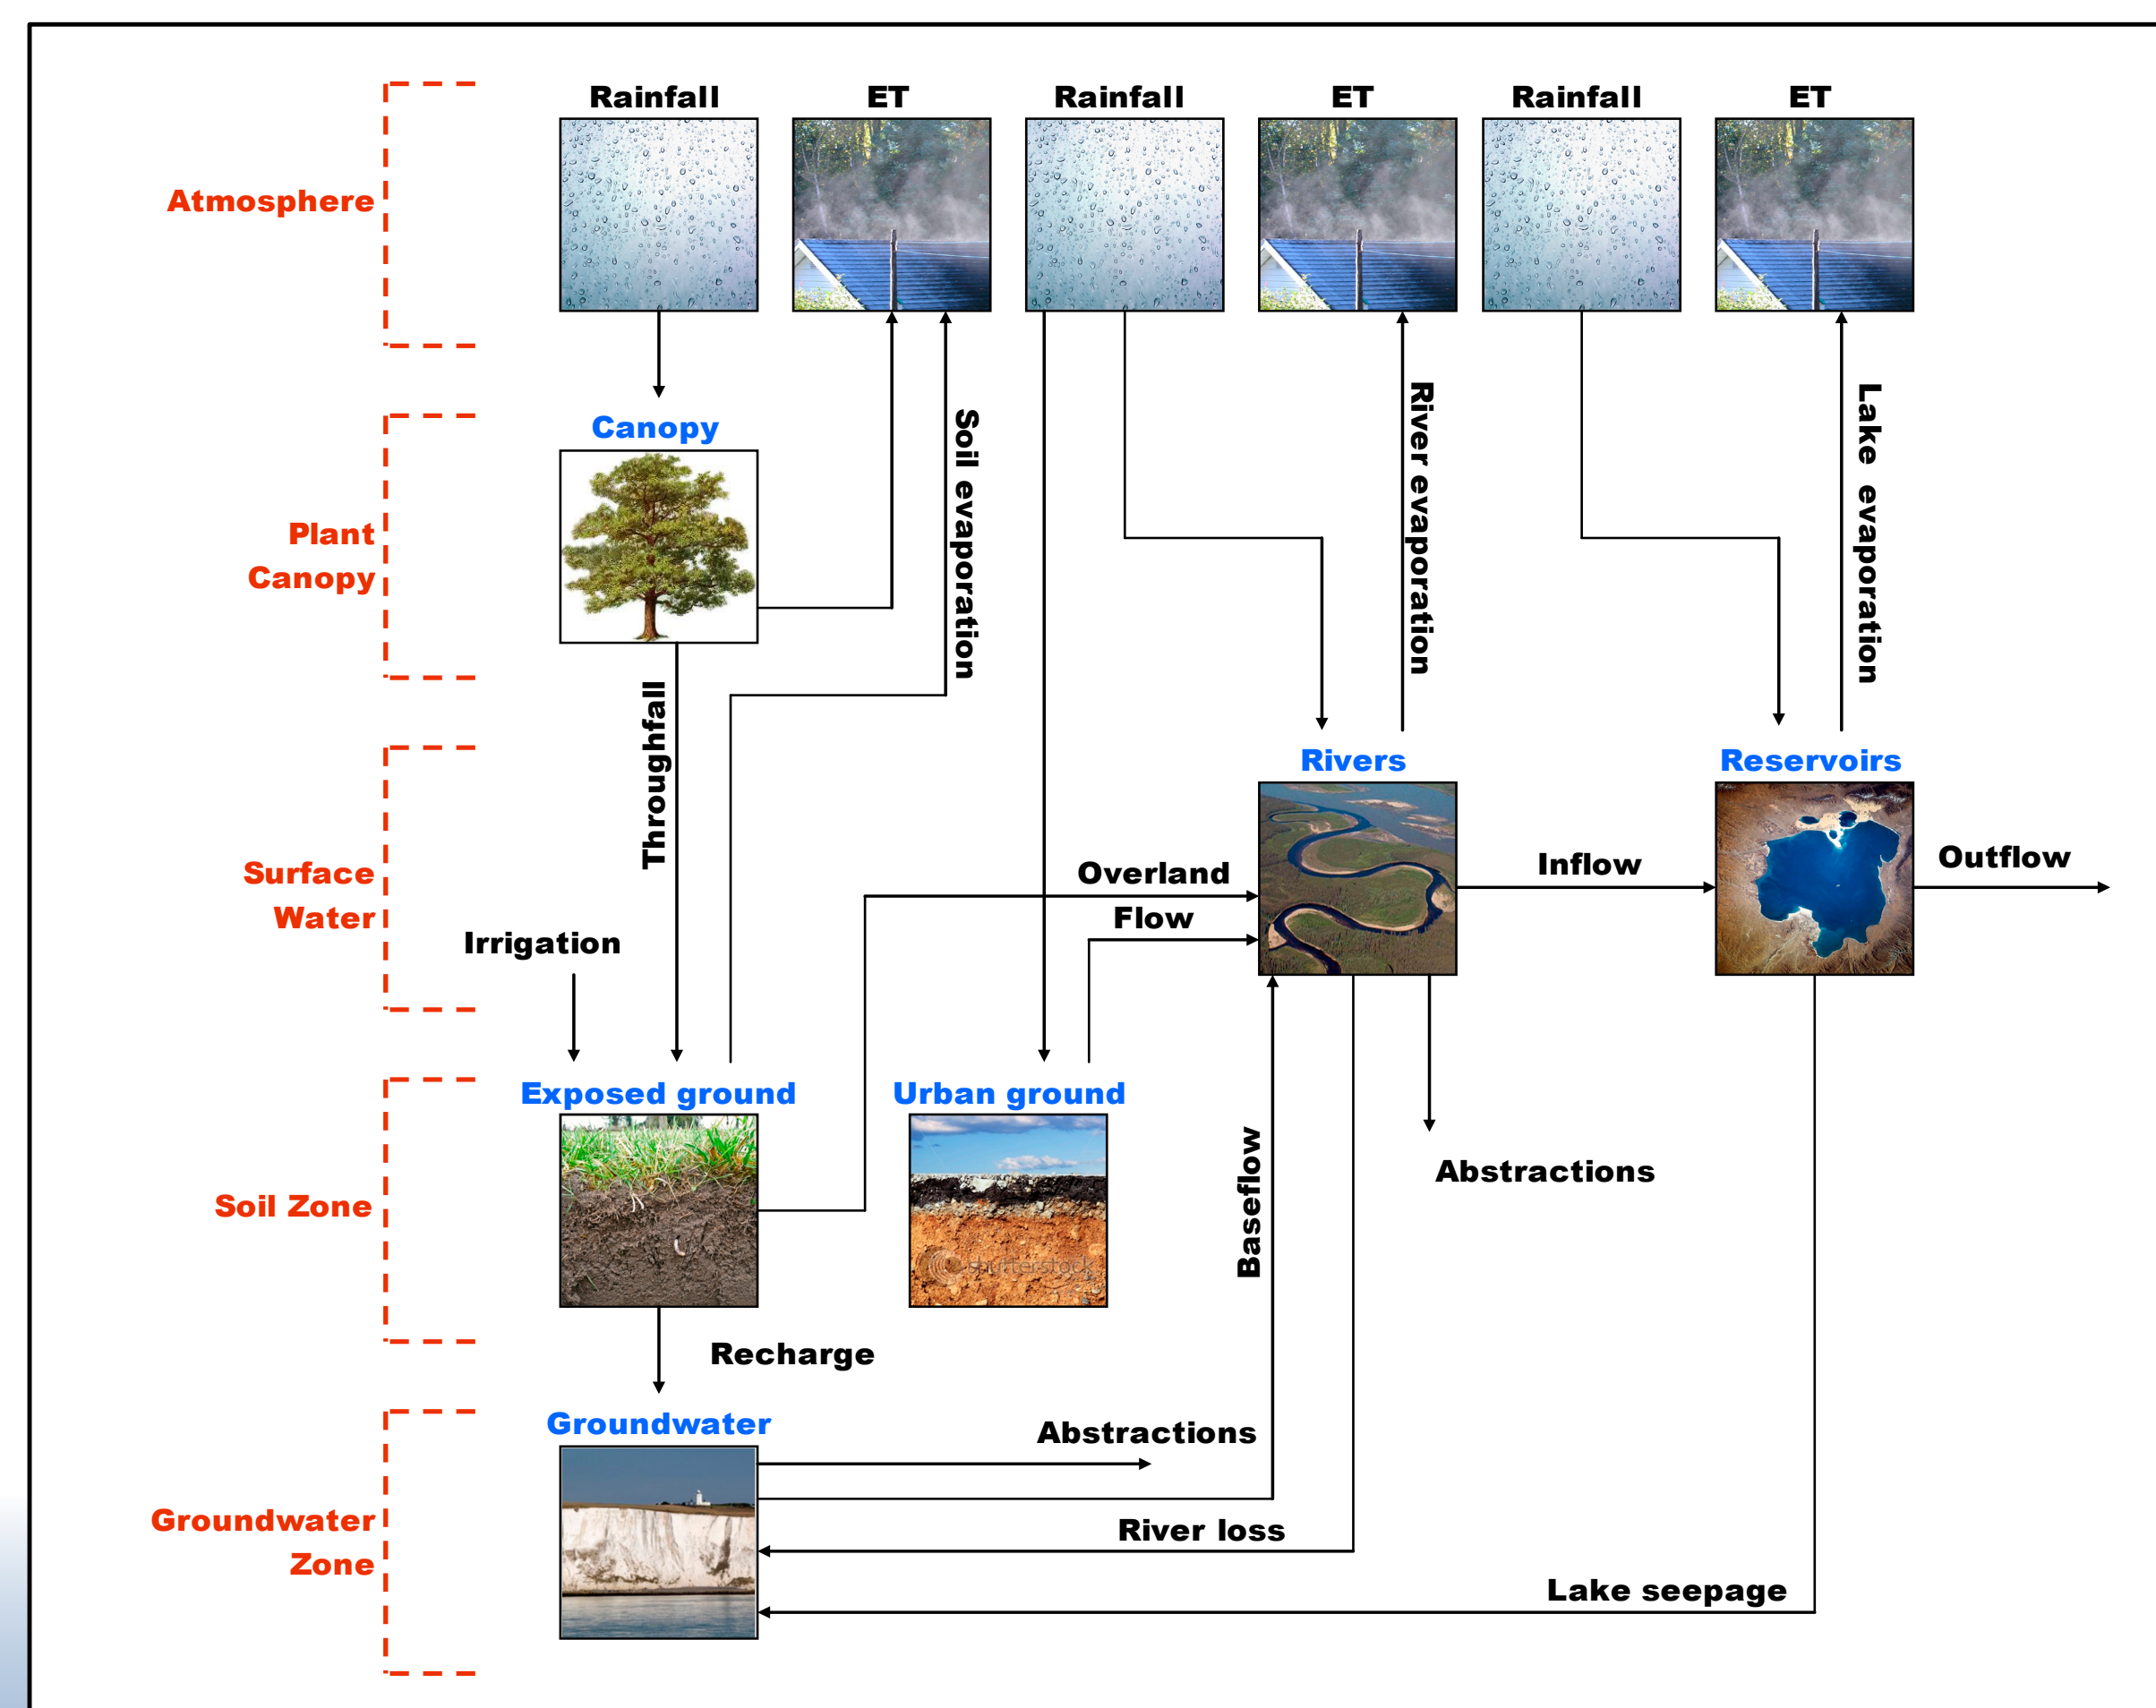 Rainfall
ET
Rainfall
ET
Rainfall
ET
Atmosphere
Canopy
Soil evaporation
River evaporation
Lake evaporation
Plant
Canopy
Throughfall
Rivers
Reservoirs
Surface
Water
Overland
Flow
Inflow
Outflow
Irrigation
Exposed ground
Urban ground
Soil Zone
shutterstock
Baseflow
Abstractions
Recharge
Groundwater
Abstractions
Groundwater
Zone
River loss
Lake seepage